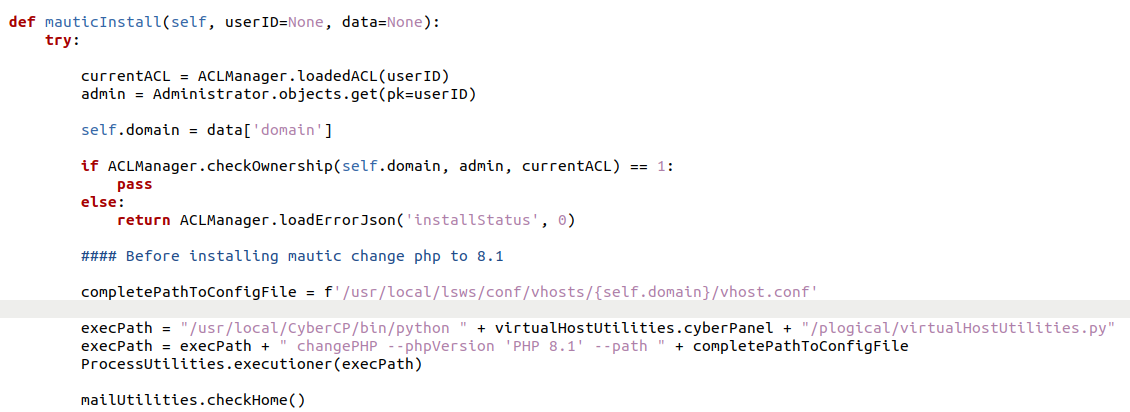 def mauticInstall(self, userID=None, data=None):
    try:
        currentACL = ACLManager.loadedACL(userID)
        admin = Administrator.objects.get(pk=userID)
        self.domain = data['domain']
        if ACLManager.checkOwnership(self.domain, admin, currentACL) == 1:
            pass
        else:
            return ACLManager.loadErrorJson('installStatus', 0)
        #### Before installing mautic change php to 8.1
        completePathToConfigFile = f'/usr/local/lsws/conf/vhosts/{self.domain}/vhost.conf'
        execPath = "/usr/local/CyberCP/bin/python " + virtualHostUtilities.cyberPanel + "/plogical/virtualHostUtilities.py"
        execPath = execPath + " changePHP --phpVersion 'PHP 8.1' --path " + completePathToConfigFile
        ProcessUtilities.executioner(execPath)
        mailUtilities.checkHome()